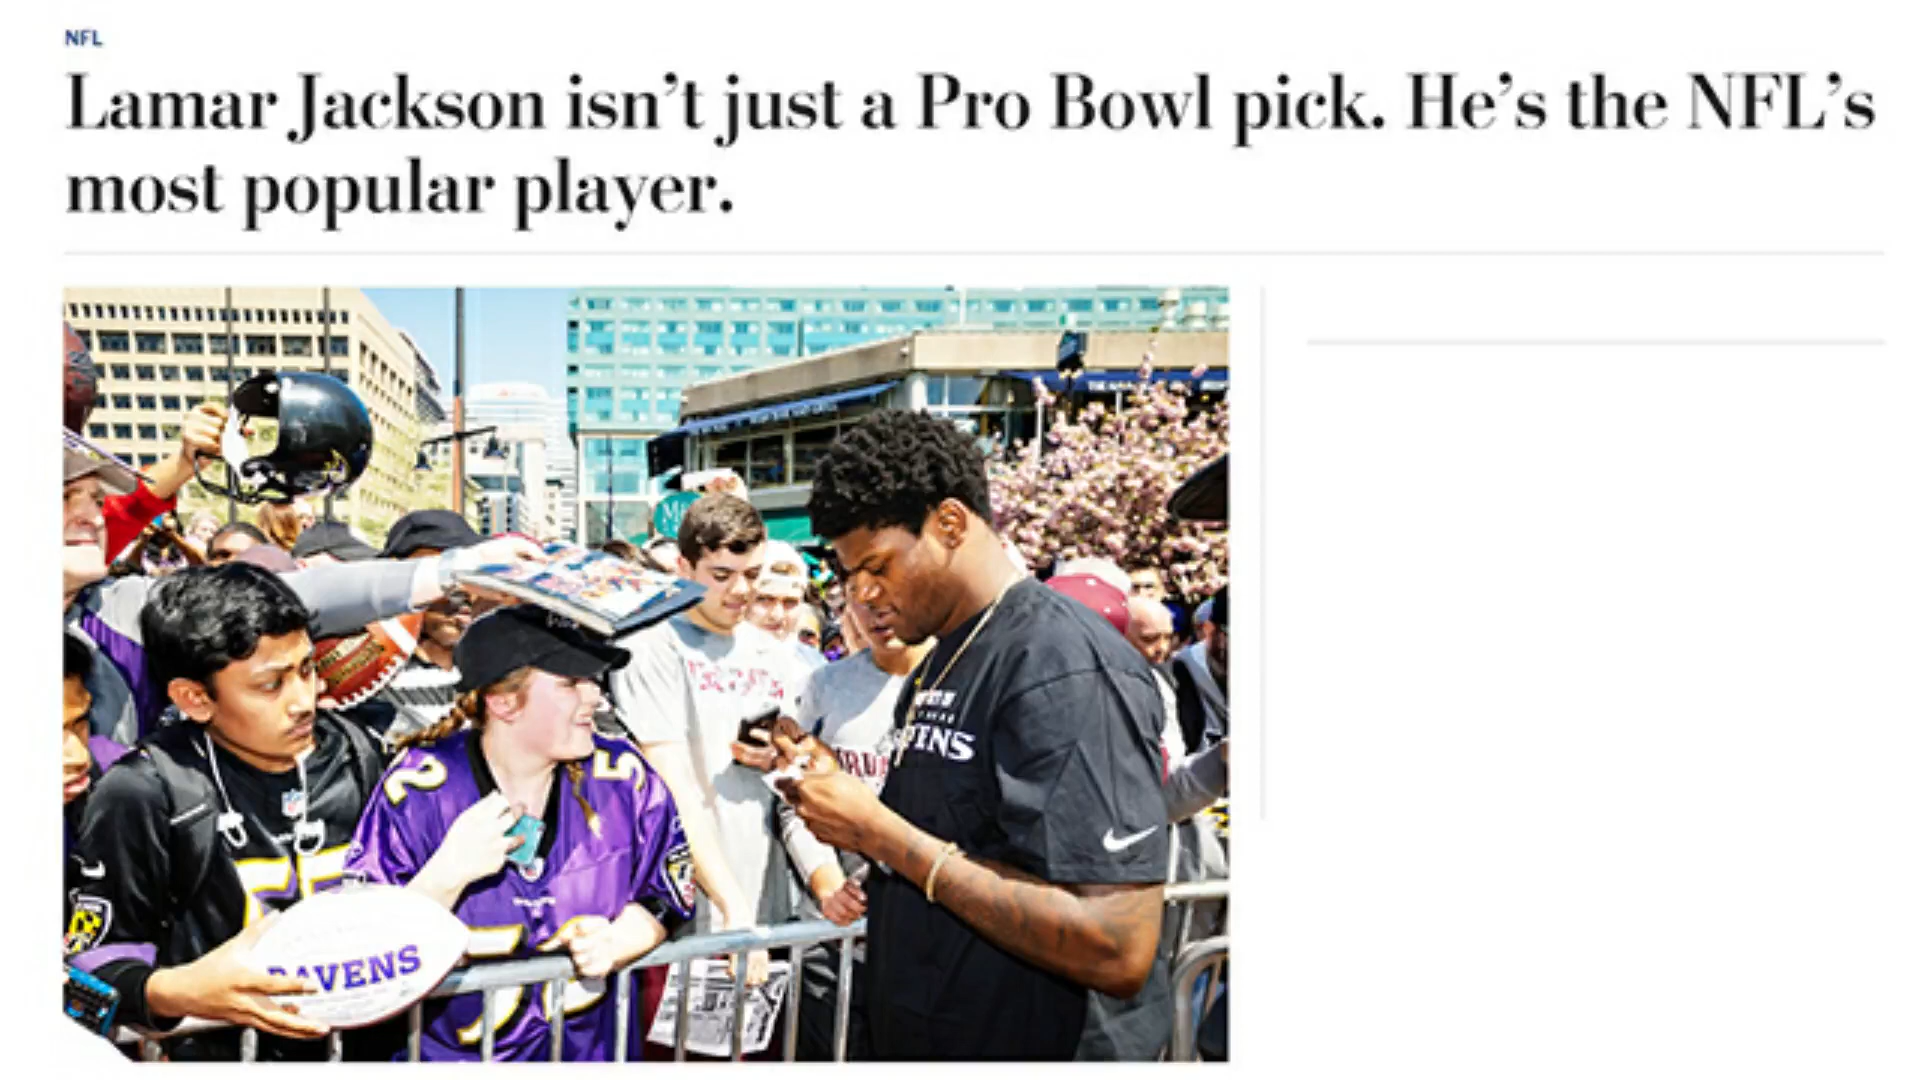 NFL
Lamar Jackson isn’t just a Pro Bowl pick. He’s the NFL’s
most popular player.
RAVENS